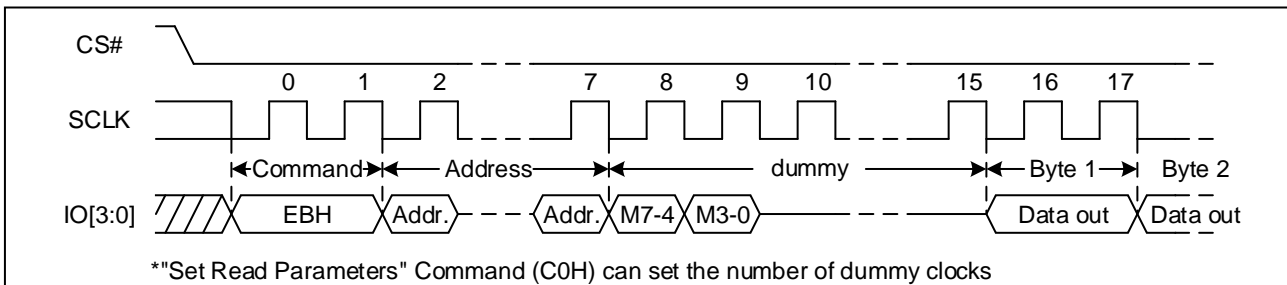 CS#
0 1 2 7 8 9 10 15 16 17
SCLK
Command Address dummy Byte 1 Byte 2
IO[3:0] EBH Addr. Addr. M7-4 M3-0 Data out Data out
*"Set Read Parameters" Command (C0H) can set the number of dummy clocks